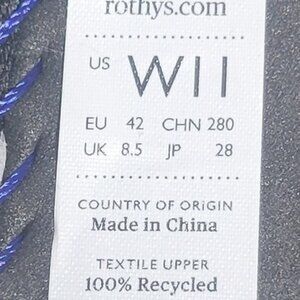 rothys.com
US W11
EU 42 CHN 280
UK 8.5 JP 28
COUNTRY OF ORIGIN
Made in China
TEXTILE UPPER
100% Recycled